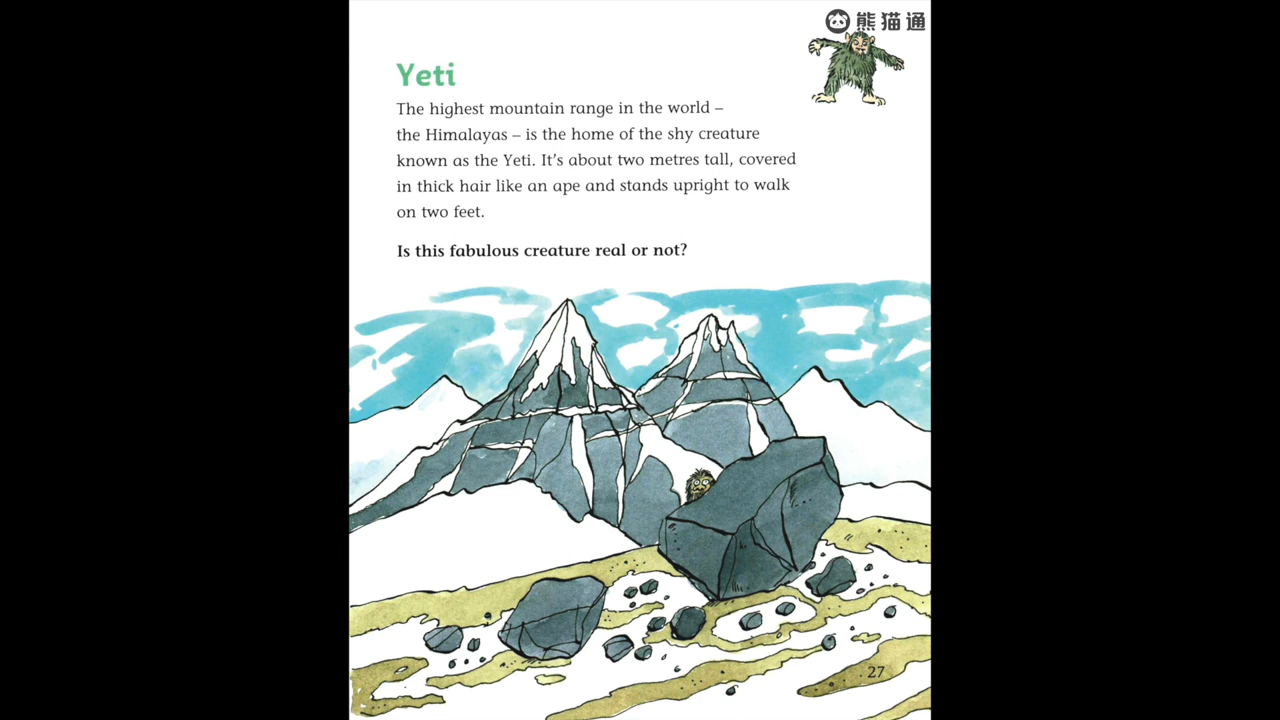 熊猫通
Yeti
The highest mountain range in the world –
the Himalayas – is the home of the shy creature
known as the Yeti. It’s about two metres tall, covered
in thick hair like an ape and stands upright to walk
on two feet.
Is this fabulous creature real or not?
27